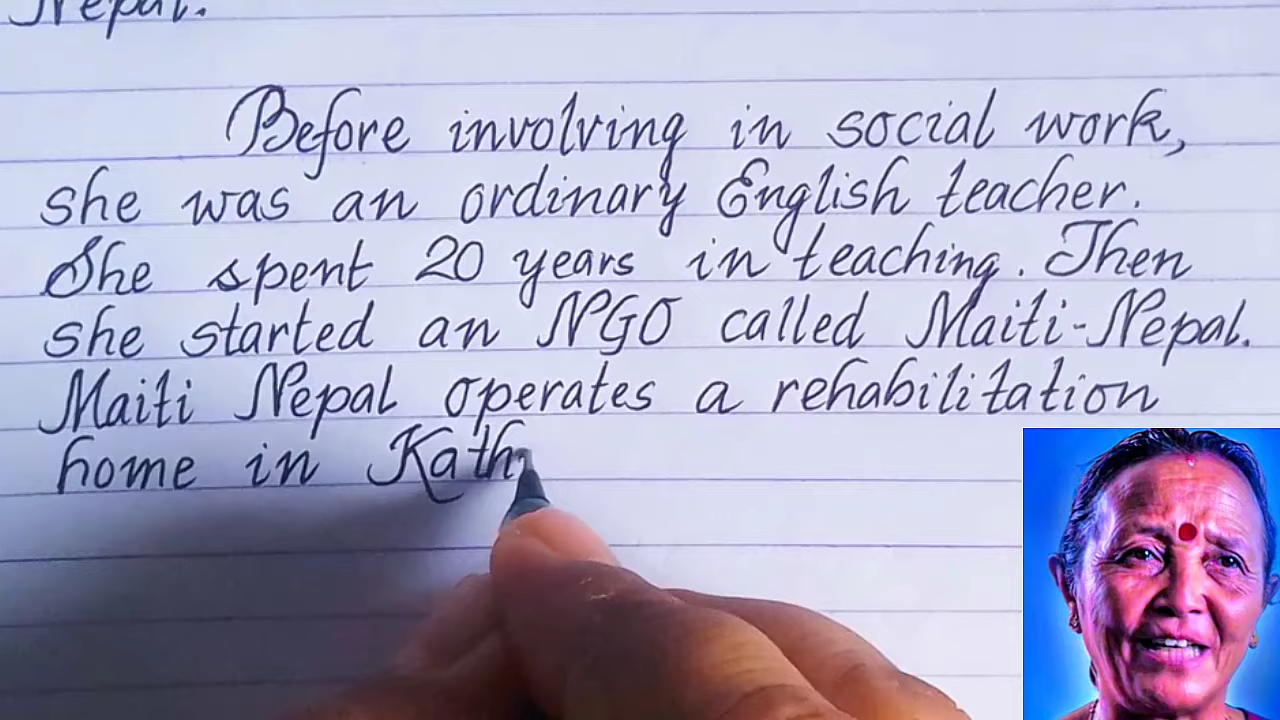 Nepal.
Before involving in social work,
she was an ordinary English teacher.
She spent 20 years in teaching. Then
she started an NGO called Maiti-Nepal.
Maiti Nepal operates a rehabilitation
home in Kath